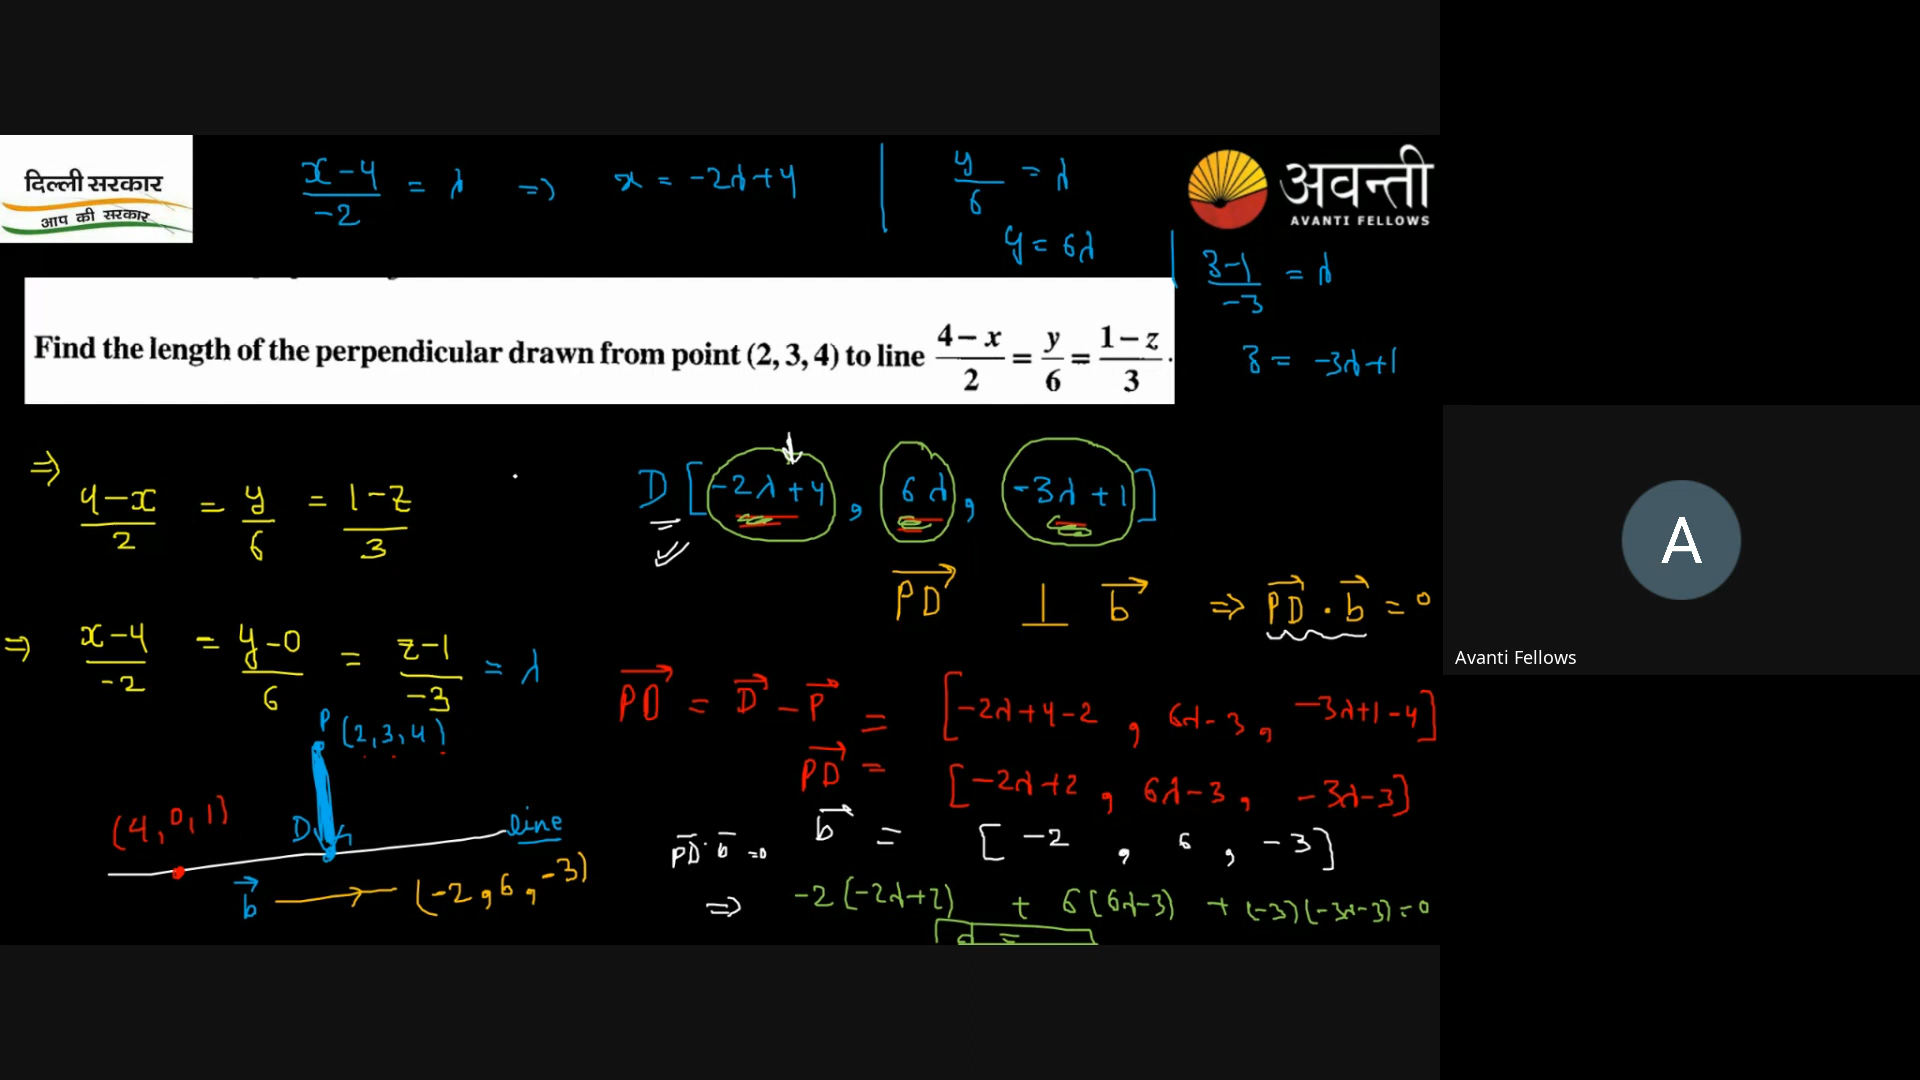 दिल्ली सरकार
आप की सरकार
(x-4)/(-2) = λ => x = -2λ+4 | y/6 = λ
y = 6λ
अवन्ती
AVANTI FELLOWS
| (z-1)/(-3) = λ
z = -3λ+1
Find the length of the perpendicular drawn from point (2, 3, 4) to line (4-x)/2 = y/6 = (1-z)/3.
=> (4-x)/2 = y/6 = (1-z)/3
D [-2λ+4, 6λ, -3λ+1]
PD ⊥ b => PD . b = 0
=> (x-4)/(-2) = (y-0)/6 = (z-1)/(-3) = λ
PD = D - P = [-2λ+4-2, 6λ-3, -3λ+1-4]
PD = [-2λ+2, 6λ-3, -3λ-3]
P (2, 3, 4)
(4, 0, 1)
D
line
b (-2, 6, -3)
b = [-2, 6, -3]
PD . b = 0
=> -2(-2λ+2) + 6(6λ-3) + (-3)(-3λ-3) = 0
A
Avanti Fellows